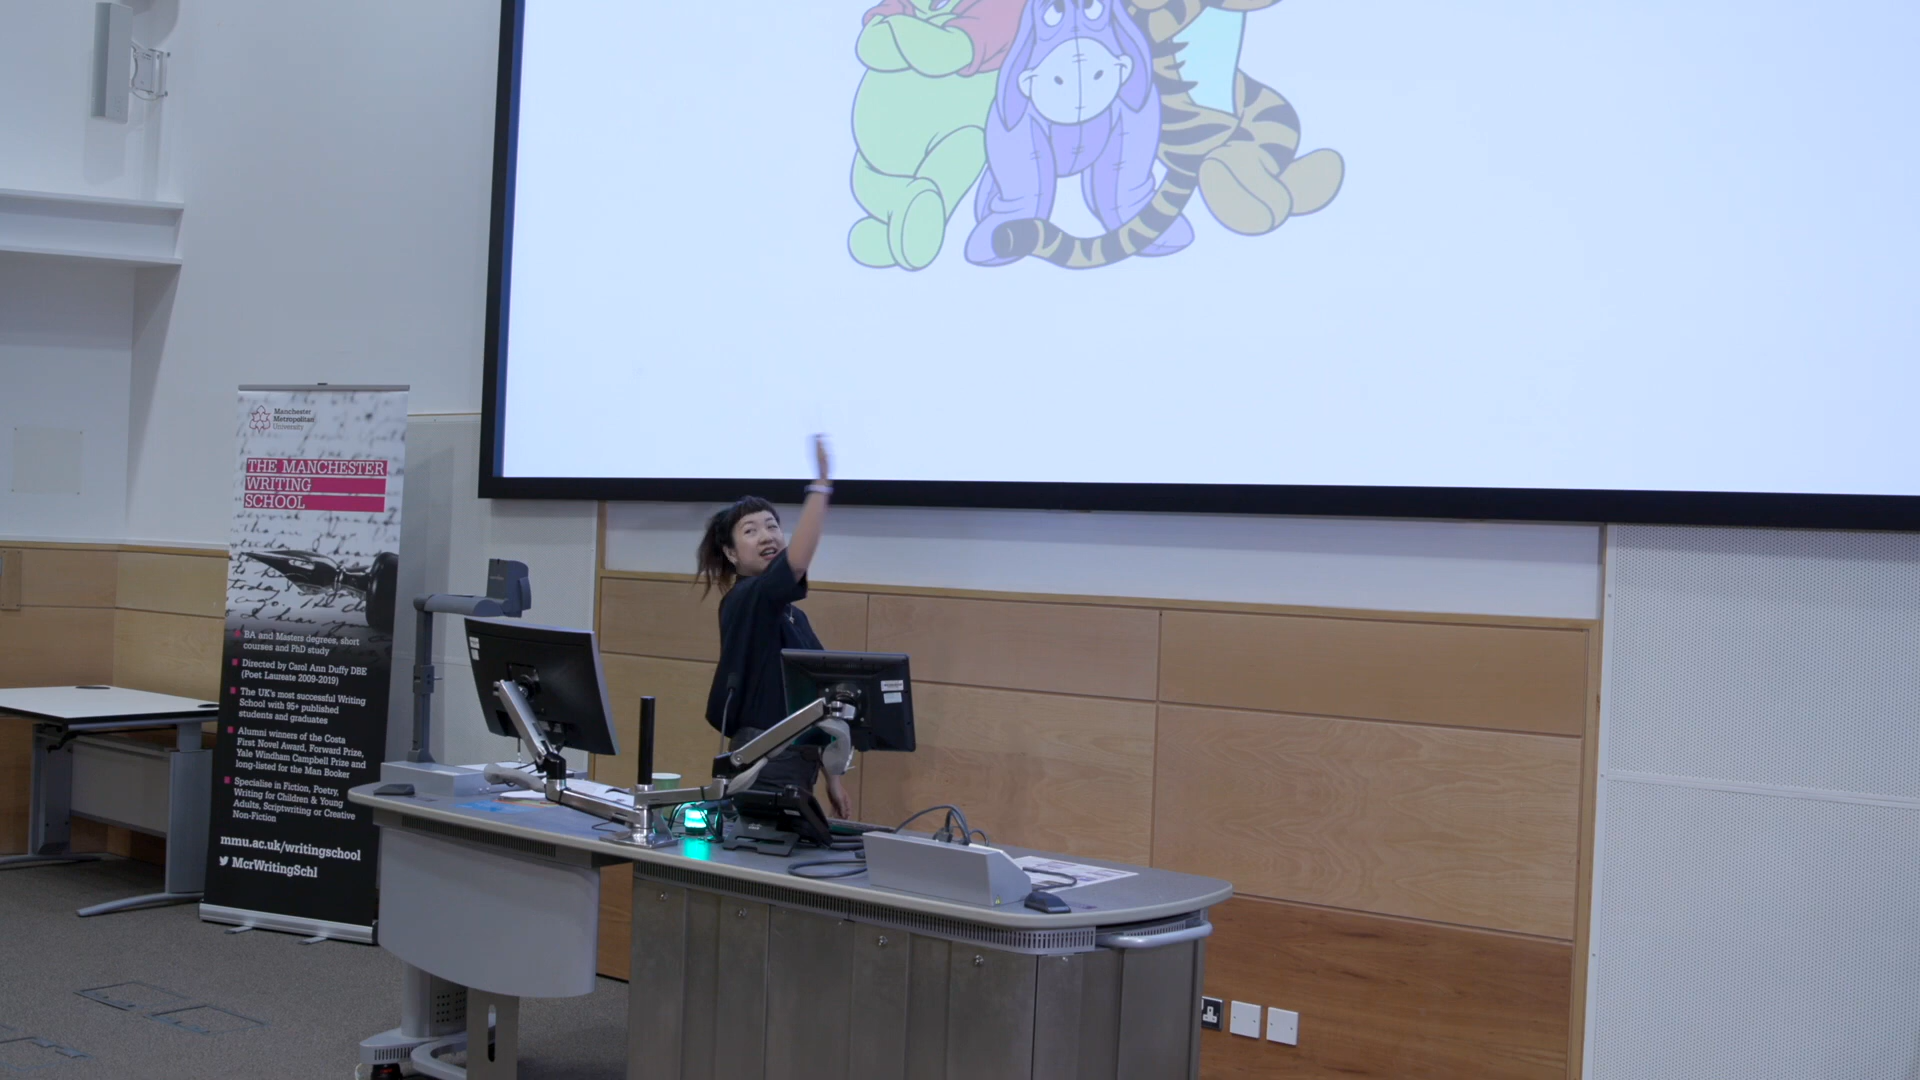 Manchester
Metropolitan
University
THE MANCHESTER
WRITING
SCHOOL
BA and Masters degrees, short
courses and PhD study
Directed by Carol Ann Duffy DBE
(Poet Laureate 2009-2019)
The UK's most successful Writing
School with 95+ published
students and graduates
Alumni winners of the Costa
First Novel Award, Forward Prize,
Yale Windham Campbell Prize and
long-listed for the Man Booker
Specialise in Fiction, Poetry,
Writing for Children & Young
Adults, Scriptwriting or Creative
Non-Fiction
mmu.ac.uk/writingschool
McrWritingSchl